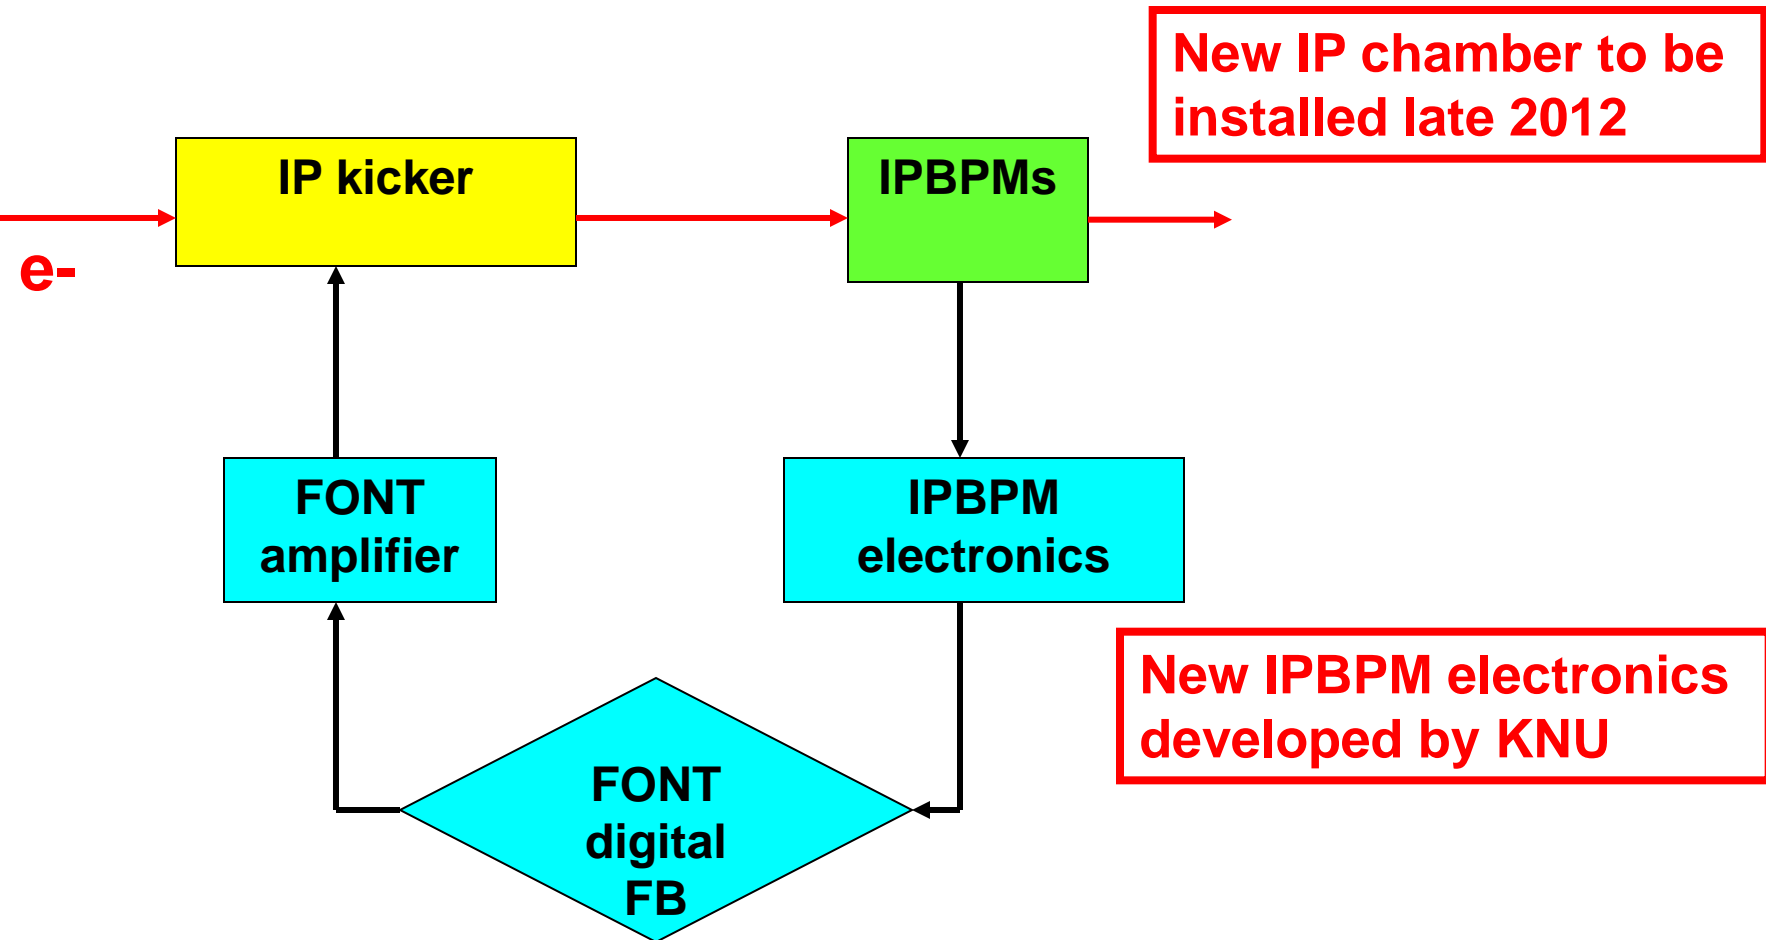 New IP chamber to be
installed late 2012
IP kicker
IPBPMs
e-
FONT
amplifier
IPBPM
electronics
New IPBPM electronics
developed by KNU
FONT
digital
FB